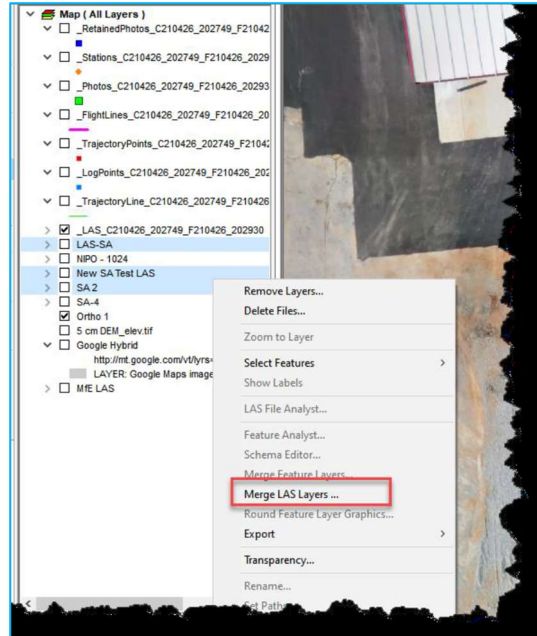 Map ( All Layers )
_RetainedPhotos_C210426_202749_F21042
_Stations_C210426_202749_F210426_2029
_Photos_C210426_202749_F210426_20293
_FlightLines_C210426_202749_F210426_20
_TrajectoryPoints_C210426_202749_F2104
_LogPoints_C210426_202749_F210426_202
_TrajectoryLine_C210426_202749_F210426
_LAS_C210426_202749_F210426_202930
LAS-SA
NIPO - 1024
New SA Test LAS
SA 2
SA-4
Ortho 1
5 cm DEM_elev.tif
Google Hybrid
http://mt.google.com/vt/lyrs=
LAYER: Google Maps image
MfE LAS
Remove Layers...
Delete Files...
Zoom to Layer
Select Features
Show Labels
LAS File Analyst...
Feature Analyst...
Schema Editor...
Merge Feature Layers...
Merge LAS Layers ...
Round Feature Layer Graphics...
Export
Transparency...
Rename...
Set Path